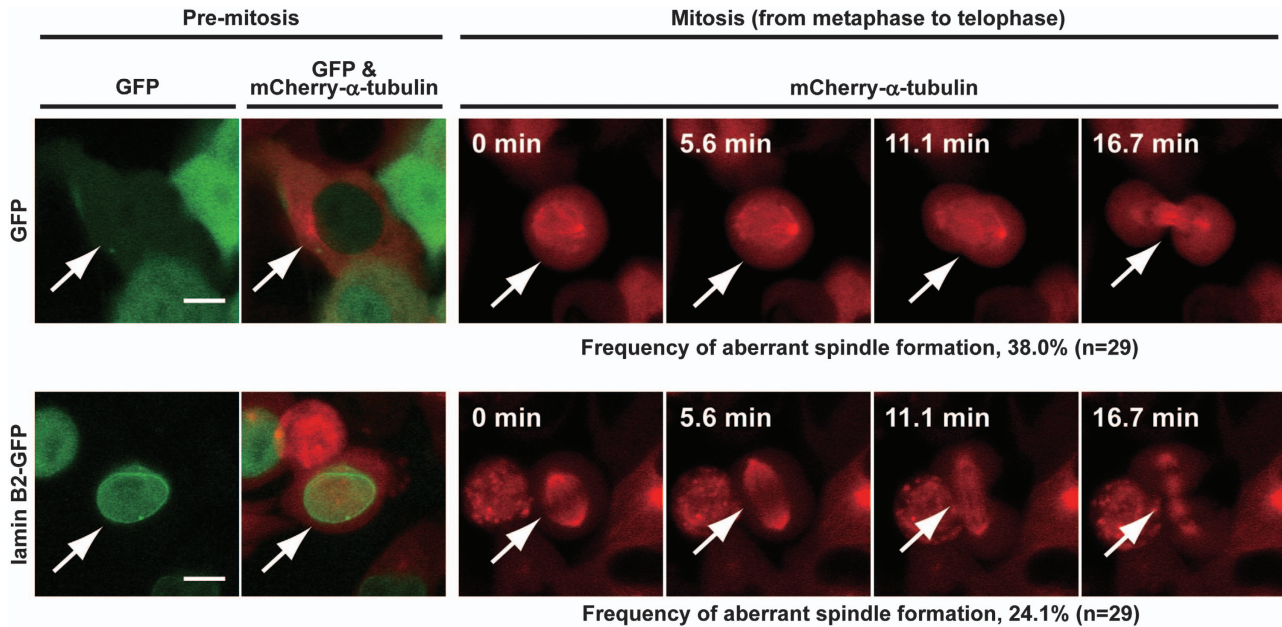 Pre-mitosis
Mitosis (from metaphase to telophase)
GFP
GFP &
mCherry-α-tubulin
mCherry-α-tubulin
GFP
0 min
5.6 min
11.1 min
16.7 min
Frequency of aberrant spindle formation, 38.0% (n=29)
lamin B2-GFP
0 min
5.6 min
11.1 min
16.7 min
Frequency of aberrant spindle formation, 24.1% (n=29)